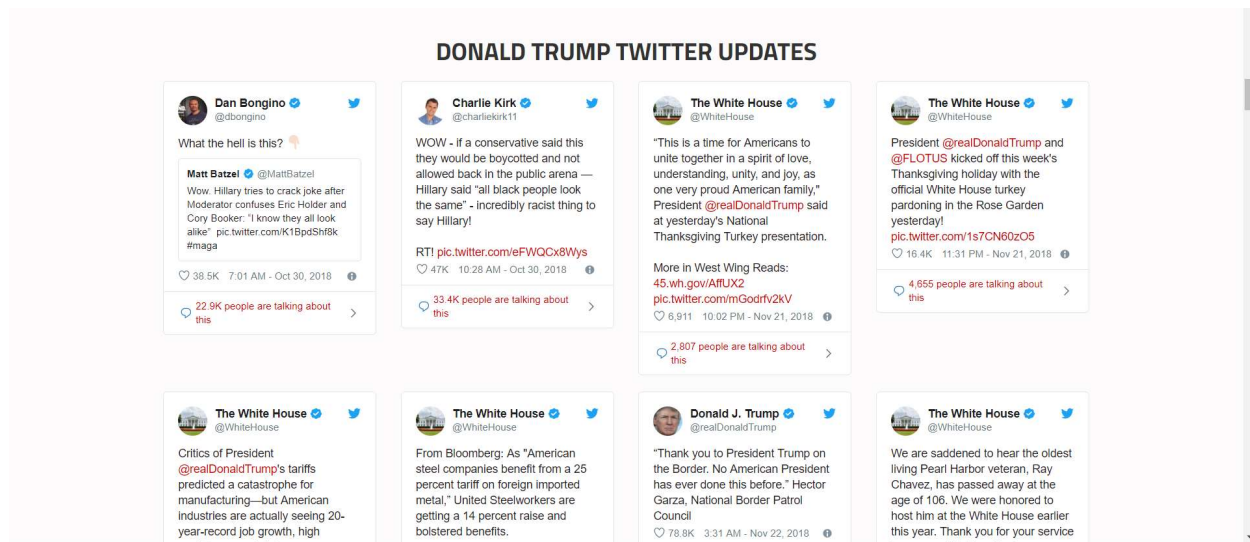 DONALD TRUMP TWITTER UPDATES
Dan Bongino
@dbongino
What the hell is this?
Matt Batzel @MattBatzel
Wow. Hillary tries to crack joke after
Moderator confuses Eric Holder and
Cory Booker: "I know they all look
alike" pic.twitter.com/K1BpdShf8k
#maga
38.5K 7:01 AM - Oct 30, 2018
22.9K people are talking about
this
Charlie Kirk
@charliekirk11
WOW - if a conservative said this
they would be boycotted and not
allowed back in the public arena —
Hillary said "all black people look
the same" - incredibly racist thing to
say Hillary!
RT! pic.twitter.com/eFWQCx8Wys
47K 10:28 AM - Oct 30, 2018
33.4K people are talking about
this
The White House
@WhiteHouse
“This is a time for Americans to
unite together in a spirit of love,
understanding, unity, and joy, as
one very proud American family,"
President @realDonaldTrump said
at yesterday's National
Thanksgiving Turkey presentation.
More in West Wing Reads:
45.wh.gov/AffUX2
pic.twitter.com/mGodrfv2kV
6,911 10:02 PM - Nov 21, 2018
2,807 people are talking about
this
The White House
@WhiteHouse
President @realDonaldTrump and
@FLOTUS kicked off this week's
Thanksgiving holiday with the
official White House turkey
pardoning in the Rose Garden
yesterday!
pic.twitter.com/1s7CN60zO5
16.4K 11:31 PM - Nov 21, 2018
4,655 people are talking about
this
The White House
@WhiteHouse
Critics of President
@realDonaldTrump's tariffs
predicted a catastrophe for
manufacturing—but American
industries are actually seeing 20-
year-record job growth, high
The White House
@WhiteHouse
From Bloomberg: As "American
steel companies benefit from a 25
percent tariff on foreign imported
metal,” United Steelworkers are
getting a 14 percent raise and
bolstered benefits.
Donald J. Trump
@realDonaldTrump
“Thank you to President Trump on
the Border. No American President
has ever done this before.” Hector
Garza, National Border Patrol
Council
78.8K 3:31 AM - Nov 22, 2018
The White House
@WhiteHouse
We are saddened to hear the oldest
living Pearl Harbor veteran, Ray
Chavez, has passed away at the
age of 106. We were honored to
host him at the White House earlier
this year. Thank you for your service